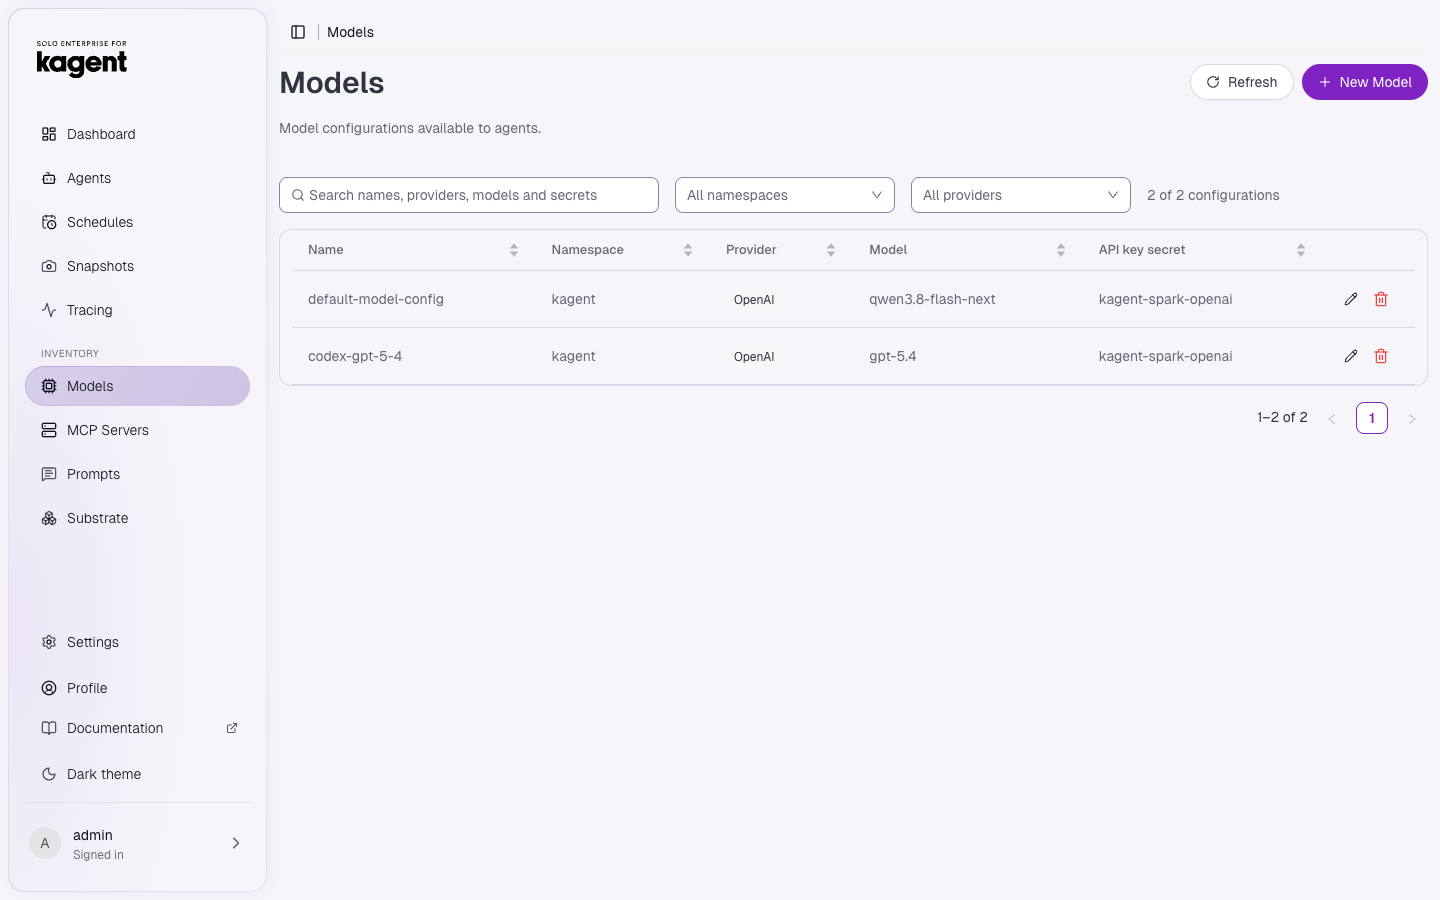 SOLO ENTERPRISE FOR
kagent
Dashboard
Agents
Schedules
Snapshots
Tracing
INVENTORY
Models
MCP Servers
Prompts
Substrate
Settings
Profile
Documentation
Dark theme
A
admin
Signed in
Models
Models
Refresh
New Model
Model configurations available to agents.
Search names, providers, models and secrets
All namespaces
All providers
2 of 2 configurations
Name Namespace Provider Model API key secret
default-model-config kagent OpenAI qwen3.8-flash-next kagent-spark-openai
codex-gpt-5-4 kagent OpenAI gpt-5.4 kagent-spark-openai
1–2 of 2
1